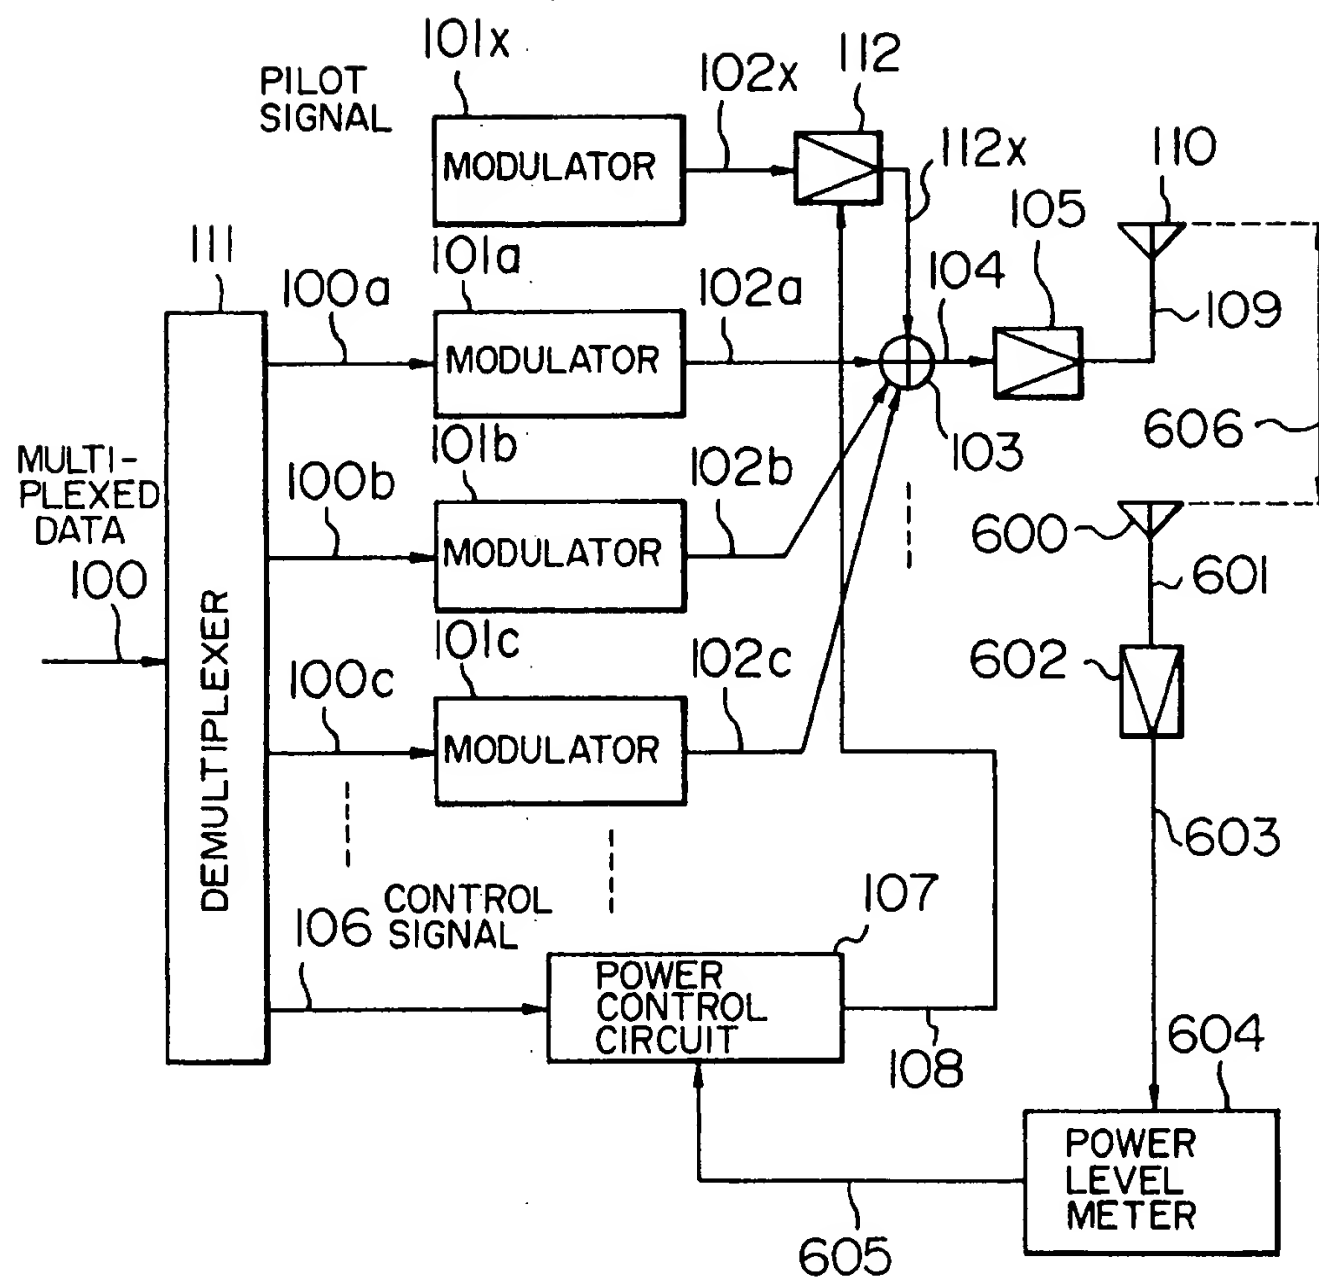 101x
PILOT
SIGNAL
102x
112
MODULATOR
112x
110
111
101a
105
100a
102a
104
109
MODULATOR
103
606
MULTI-
PLEXED
DATA
101b
100b
102b
MODULATOR
600
601
100
DEMULTIPLEXER
101c
100c
102c
602
MODULATOR
603
106
CONTROL
SIGNAL
107
POWER
CONTROL
CIRCUIT
108
604
POWER
LEVEL
METER
605